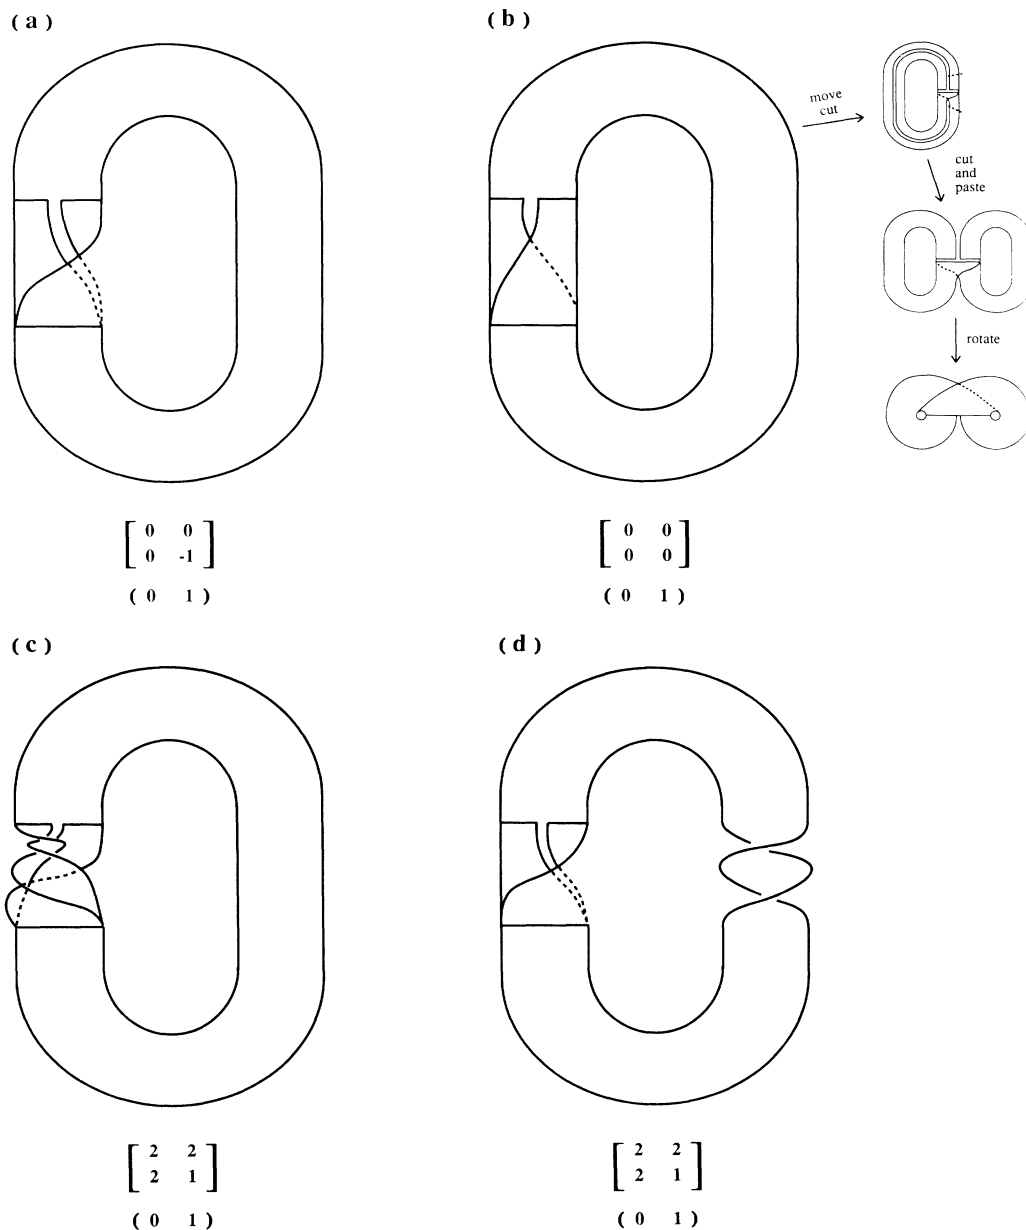 ( a )
( b )
move
cut
cut
and
paste
rotate
[ 0 0
0 -1 ]
( 0 1 )
[ 0 0
0 0 ]
( 0 1 )
( c )
( d )
[ 2 2
2 1 ]
( 0 1 )
[ 2 2
2 1 ]
( 0 1 )